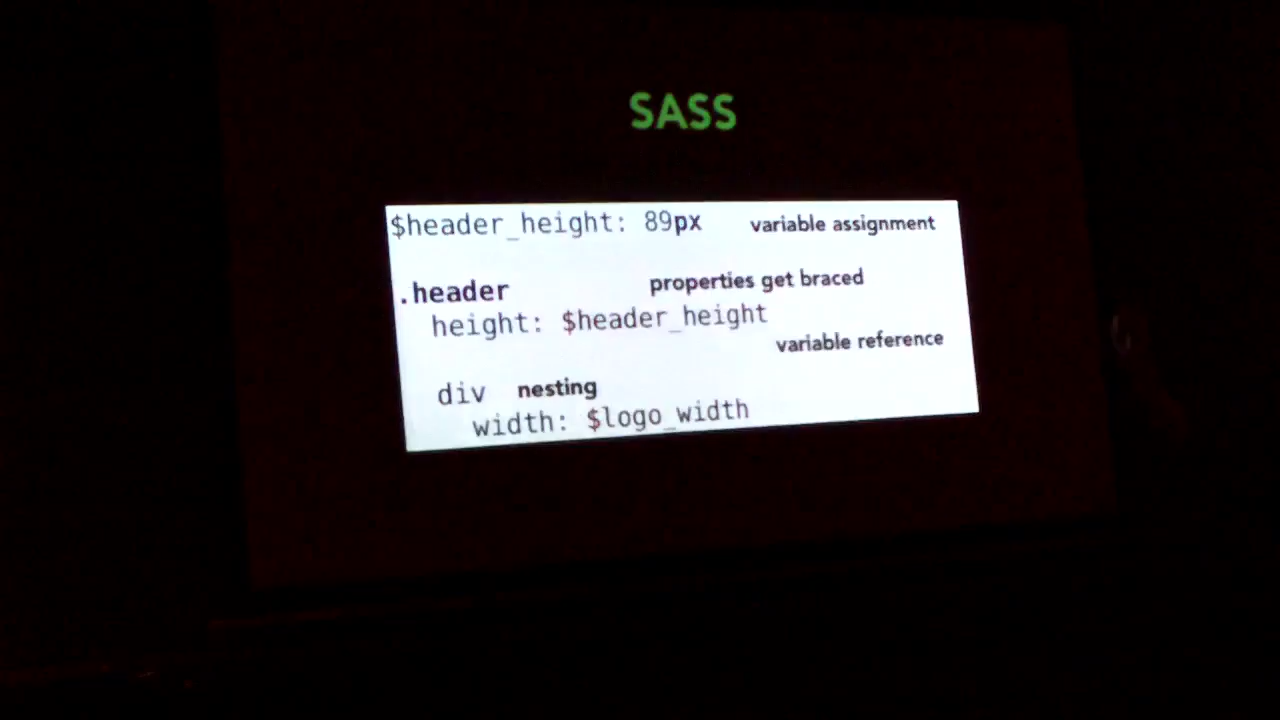 SASS
$header_height: 89px variable assignment
.header properties get braced
height: $header_height
variable reference
div nesting
width: $logo_width